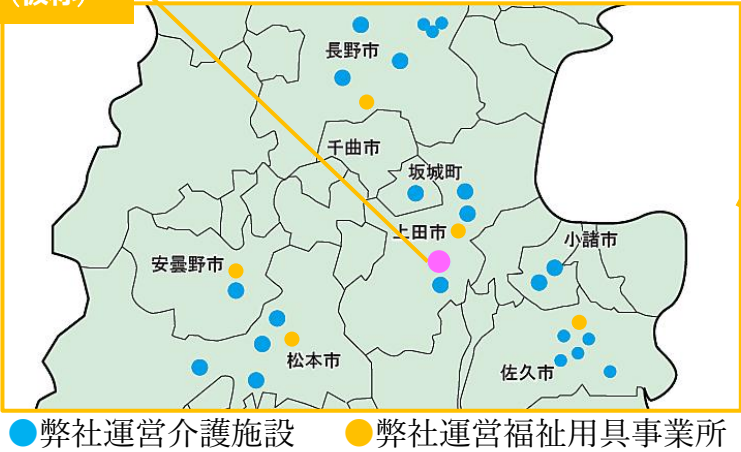 （仮称）
長野市
千曲市
坂城町
上田市
小諸市
安曇野市
松本市
佐久市
弊社運営介護施設
弊社運営福祉用具事業所